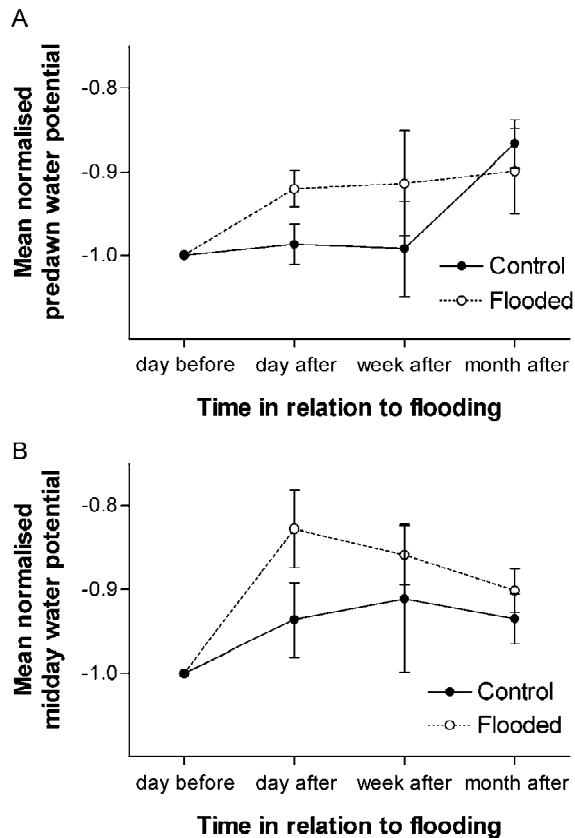 A
Mean normalised
predawn water potential
-0.8
-0.9
-1.0
Control
Flooded
day before day after week after month after
Time in relation to flooding
B
Mean normalised
midday water potential
-0.8
-0.9
-1.0
Control
Flooded
day before day after week after month after
Time in relation to flooding